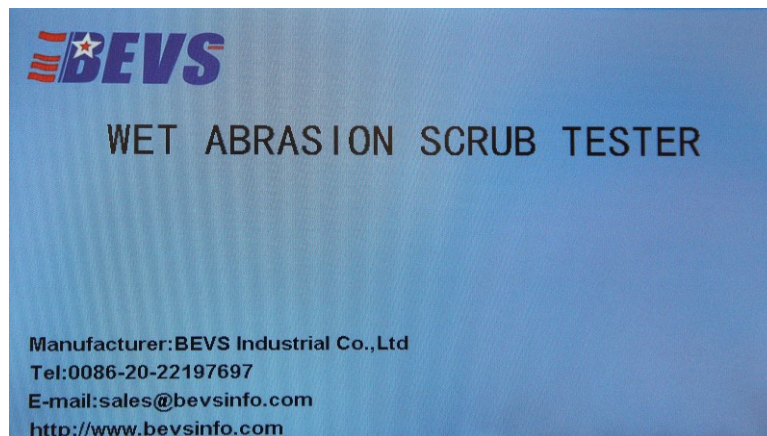 BEVS
WET ABRASION SCRUB TESTER
Manufacturer:BEVS Industrial Co.,Ltd
Tel:0086-20-22197697
E-mail:sales@bevsinfo.com
http://www.bevsinfo.com